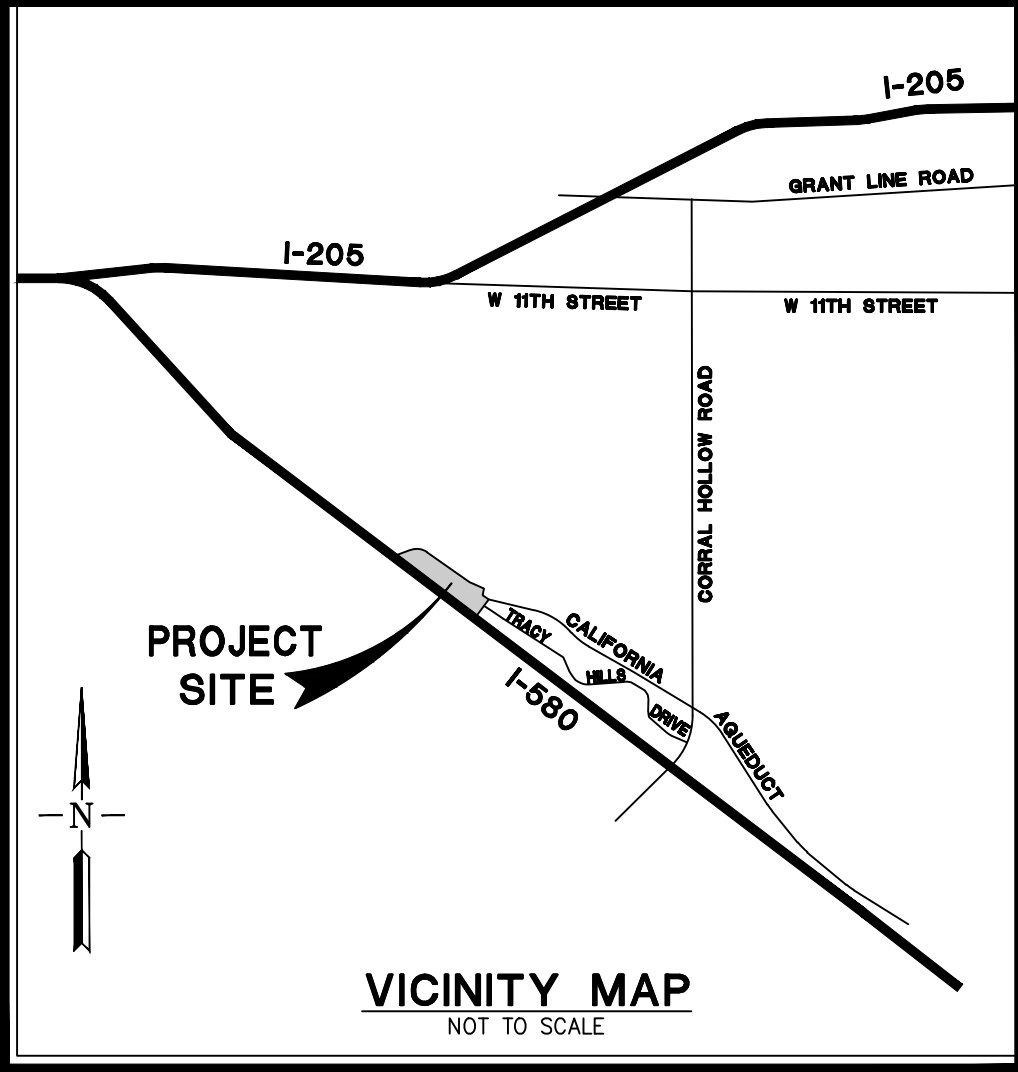 I-205
GRANT LINE ROAD
I-205
W 11TH STREET
W 11TH STREET
CORRAL HOLLOW ROAD
PROJECT
SITE
TRACY
HILLS
DRIVE
CALIFORNIA
AQUEDUCT
I-580
N
VICINITY MAP
NOT TO SCALE